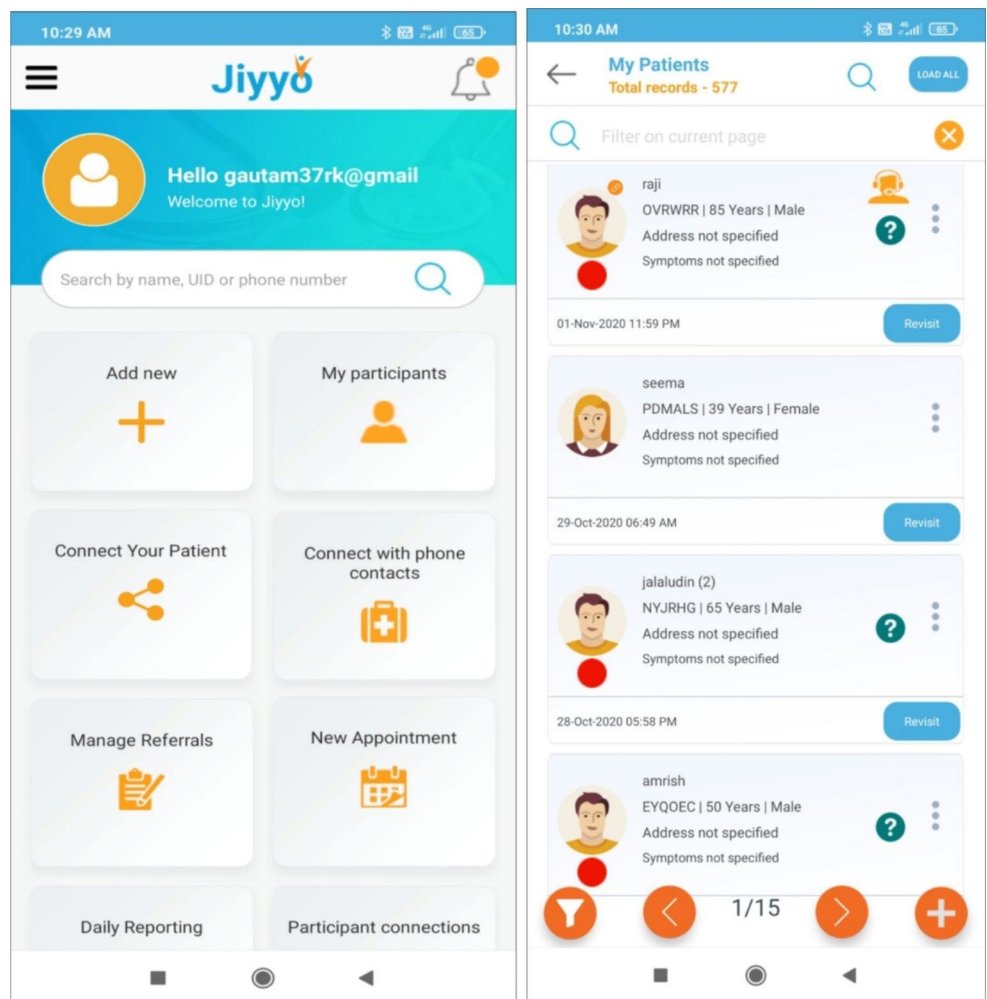 10:29 AM
4G
65
Jiyyo
Hello gautam37rk@gmail
Welcome to Jiyyo!
Search by name, UID or phone number
Add new
My participants
Connect Your Patient
Connect with phone
contacts
Manage Referrals
New Appointment
Daily Reporting
Participant connections
10:30 AM
4G
65
My Patients
Total records - 577
LOAD ALL
Filter on current page
raji
OVRWRR | 85 Years | Male
Address not specified
Symptoms not specified
?
01-Nov-2020 11:59 PM
Revisit
seema
PDMALS | 39 Years | Female
Address not specified
Symptoms not specified
29-Oct-2020 06:49 AM
Revisit
jalaludin (2)
NYJRHG | 65 Years | Male
Address not specified
Symptoms not specified
?
28-Oct-2020 05:58 PM
Revisit
amrish
EYQOEC | 50 Years | Male
Address not specified
Symptoms not specified
?
1/15